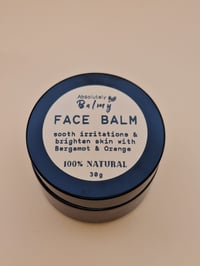 Absolutely
Balmy
FACE BALM
sooth irritations &
brighten skin with
Bergamot & Orange
100% NATURAL
30g